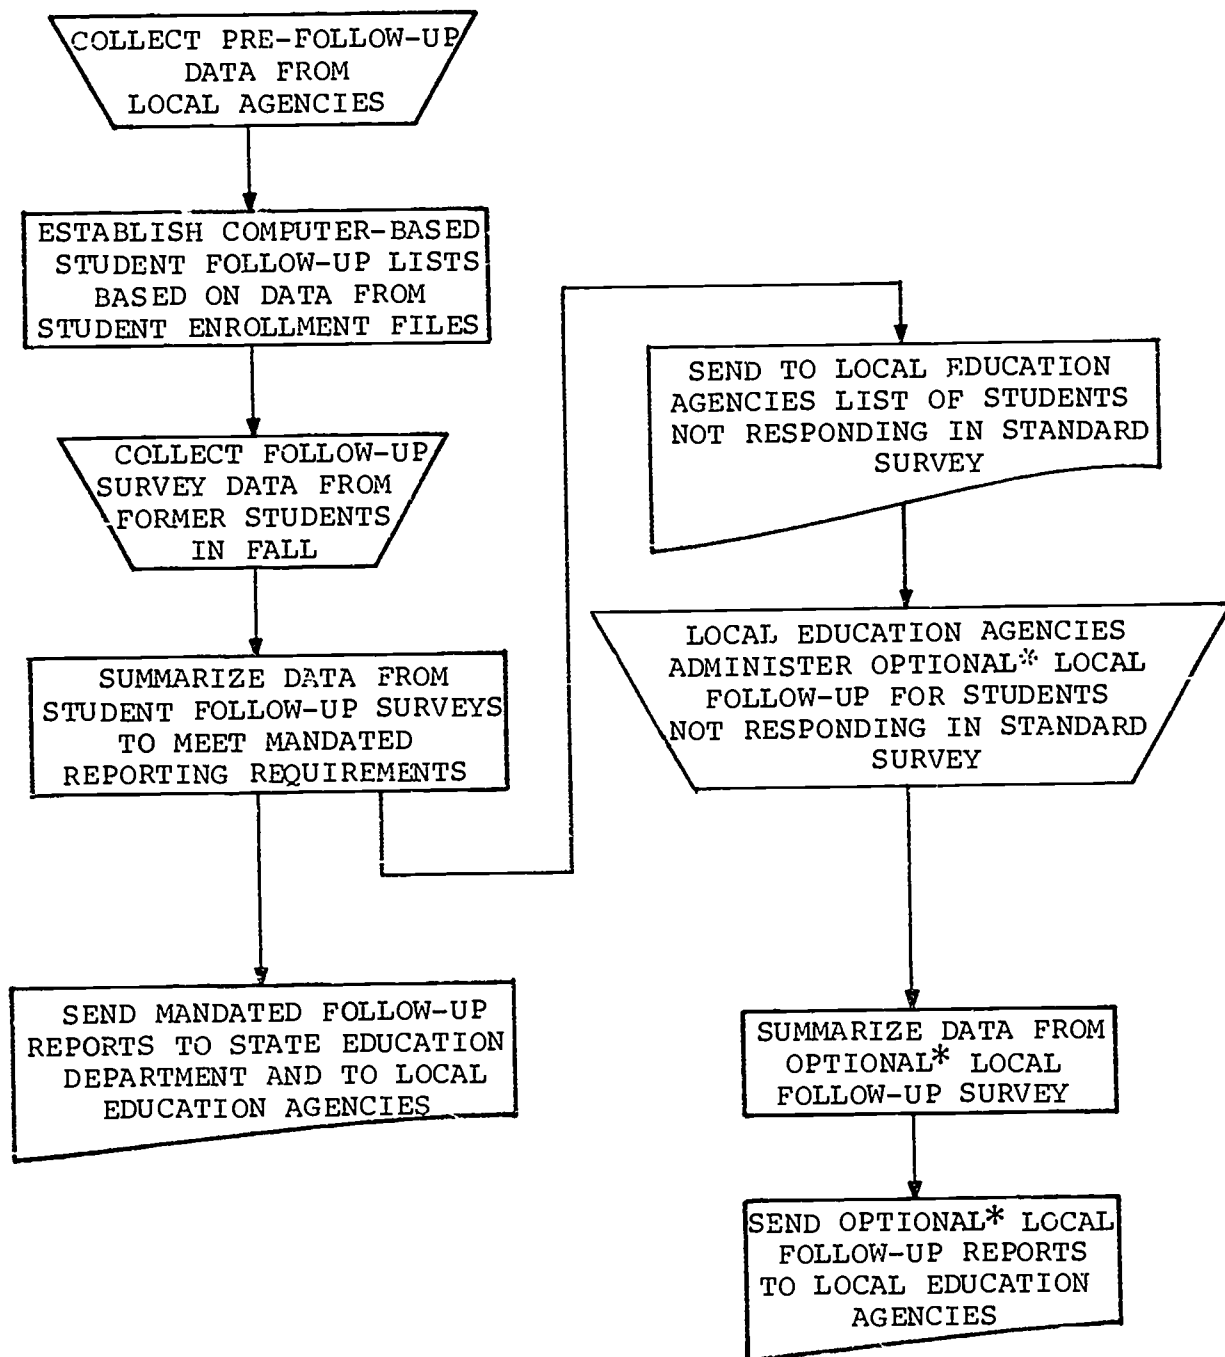 COLLECT PRE-FOLLOW-UP
DATA FROM
LOCAL AGENCIES
ESTABLISH COMPUTER-BASED
STUDENT FOLLOW-UP LISTS
BASED ON DATA FROM
STUDENT ENROLLMENT FILES
COLLECT FOLLOW-UP
SURVEY DATA FROM
FORMER STUDENTS
IN FALL
SUMMARIZE DATA FROM
STUDENT FOLLOW-UP SURVEYS
TO MEET MANDATED
REPORTING REQUIREMENTS
SEND MANDATED FOLLOW-UP
REPORTS TO STATE EDUCATION
DEPARTMENT AND TO LOCAL
EDUCATION AGENCIES
SEND TO LOCAL EDUCATION
AGENCIES LIST OF STUDENTS
NOT RESPONDING IN STANDARD
SURVEY
LOCAL EDUCATION AGENCIES
ADMINISTER OPTIONAL* LOCAL
FOLLOW-UP FOR STUDENTS
NOT RESPONDING IN STANDARD
SURVEY
SUMMARIZE DATA FROM
OPTIONAL* LOCAL
FOLLOW-UP SURVEY
SEND OPTIONAL* LOCAL
FOLLOW-UP REPORTS
TO LOCAL EDUCATION
AGENCIES